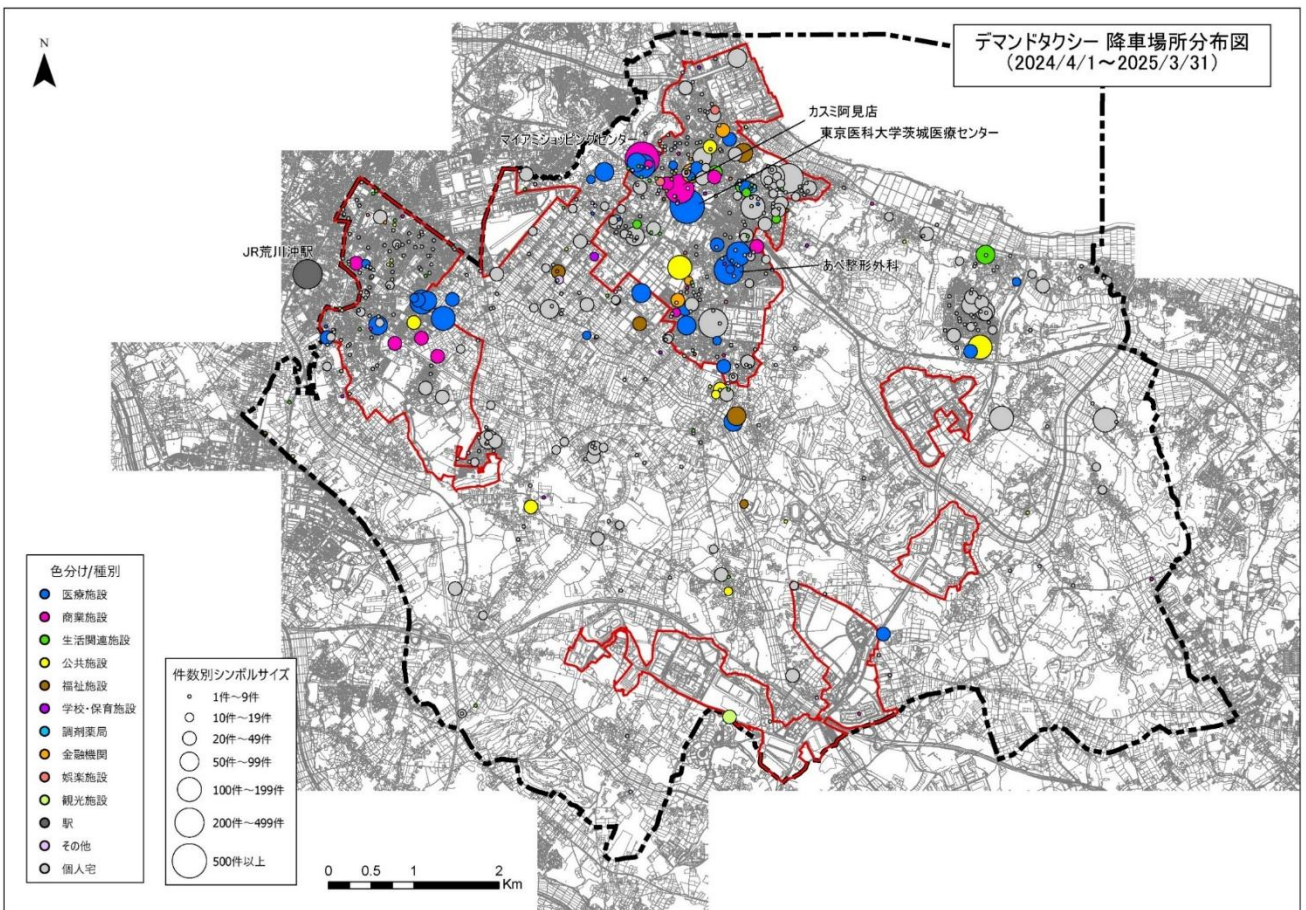 N
デマンドタクシー 降車場所分布図
(2024/4/1～2025/3/31)
カスミ阿見店
東京医科大学茨城医療センター
マイアミショッピングセンター
JR荒川沖駅
あべ整形外科
色分け/種別
医療施設
商業施設
生活関連施設
公共施設
福祉施設
学校・保育施設
調剤薬局
金融機関
娯楽施設
観光施設
駅
その他
個人宅
件数別シンボルサイズ
1件～9件
10件～19件
20件～49件
50件～99件
100件～199件
200件～499件
500件以上
0 0.5 1 2
Km